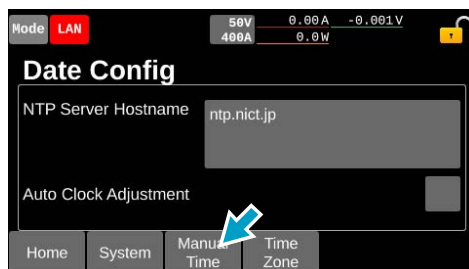 Mode LAN 50V 0.00A -0.001V
400A 0.0W
Date Config
NTP Server Hostname ntp.nict.jp
Auto Clock Adjustment
Home System Manual Time
Time Zone